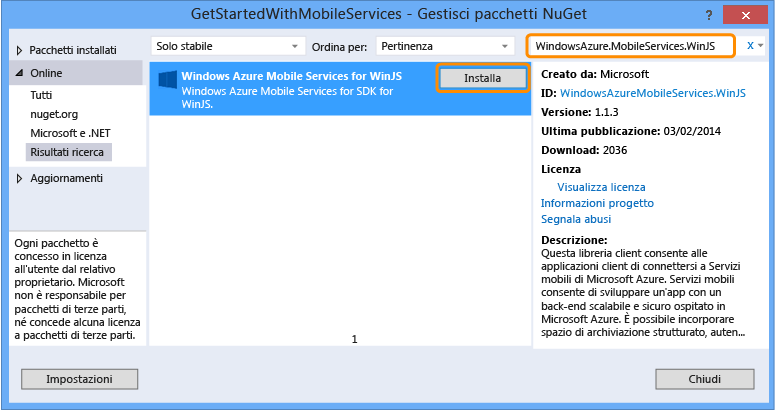 GetStartedWithMobileServices - Gestisci pacchetti NuGet
?
Pacchetti installati
Online
Tutti
nuget.org
Microsoft e .NET
Risultati ricerca
Aggiornamenti
Ogni pacchetto è
concesso in licenza
all'utente dal relativo
proprietario. Microsoft
non è responsabile per
pacchetti di terze parti,
né concede alcuna licenza
a pacchetti di terze parti.
Impostazioni
Solo stabile
Ordina per: Pertinenza
Windows Azure Mobile Services for WinJS
Windows Azure Mobile Services for SDK for
WinJS.
Installa
1
WindowsAzure.MobileServices.WinJS
X
Creato da: Microsoft
ID: WindowsAzureMobileServices.WinJS
Versione: 1.1.3
Ultima pubblicazione: 03/02/2014
Download: 2036
Licenza
Visualizza licenza
Informazioni progetto
Segnala abusi
Descrizione:
Questa libreria client consente alle
applicazioni client di connettersi a Servizi
mobili di Microsoft Azure. Servizi mobili
consente di sviluppare un'app con un
back-end scalabile e sicuro ospitato in
Microsoft Azure. È possibile incorporare
spazio di archiviazione strutturato, auten...
Chiudi